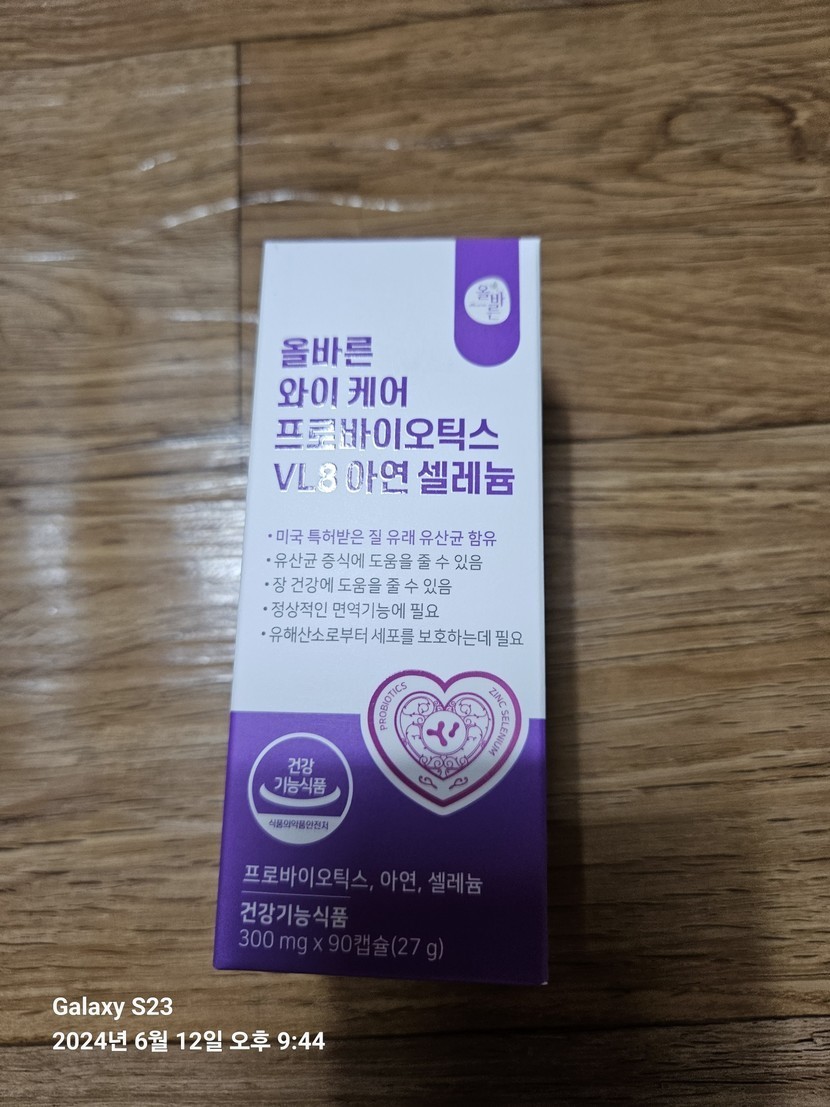 올바른
올바른
와이 케어
프로바이오틱스
VL3 아연 셀레늄
• 미국 특허받은 질 유래 유산균 함유
• 유산균 증식에 도움을 줄 수 있음
• 장 건강에 도움을 줄 수 있음
• 정상적인 면역기능에 필요
• 유해산소로부터 세포를 보호하는데 필요
PROBIOTICS
ZINC SELENIUM
건강
기능식품
식품의약품안전처
프로바이오틱스, 아연, 셀레늄
건강기능식품
300 mg x 90캡슐(27 g)
Galaxy S23
2024년 6월 12일 오후 9:44